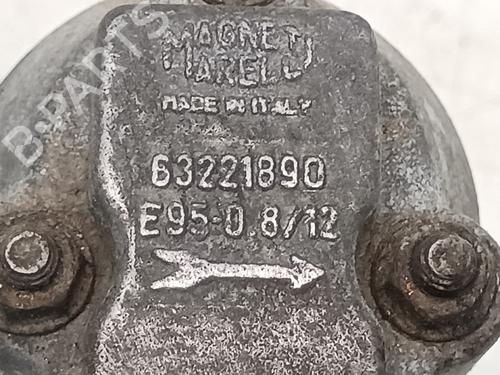 MAGNETI
MARELLI
MADE IN ITALY
63221890
E95-0.8/12
B-PARTS